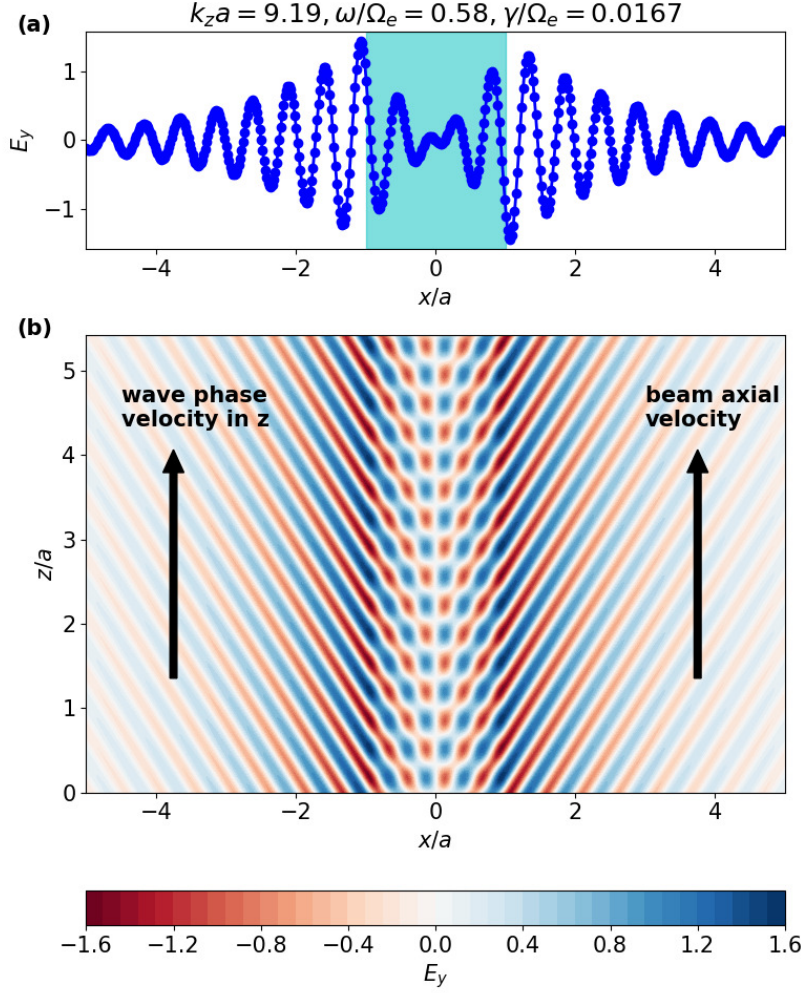 (a)
k_z a = 9.19, ω/Ω_e = 0.58, γ/Ω_e = 0.0167
1
0
−1
E_y
−4
−2
0
2
4
x/a
(b)
5
4
3
2
1
0
z/a
wave phase
velocity in z
beam axial
velocity
−4
−2
0
2
4
x/a
−1.6
−1.2
−0.8
−0.4
0.0
0.4
0.8
1.2
1.6
E_y